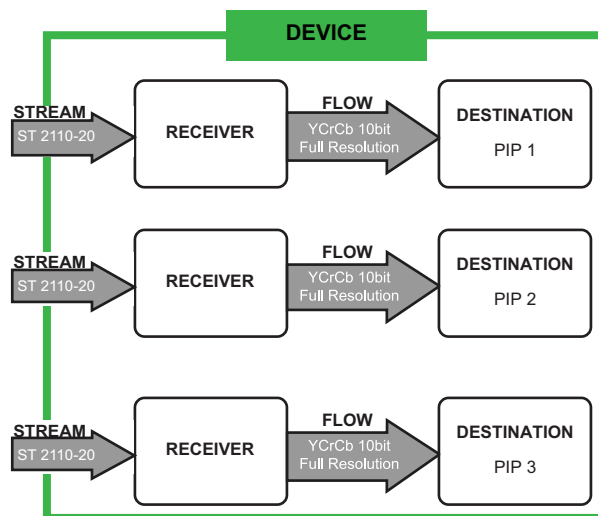 DEVICE
STREAM
ST 2110-20
RECEIVER
FLOW
YCrCb 10bit
Full Resolution
DESTINATION
PIP 1
STREAM
ST 2110-20
RECEIVER
FLOW
YCrCb 10bit
Full Resolution
DESTINATION
PIP 2
STREAM
ST 2110-20
RECEIVER
FLOW
YCrCb 10bit
Full Resolution
DESTINATION
PIP 3